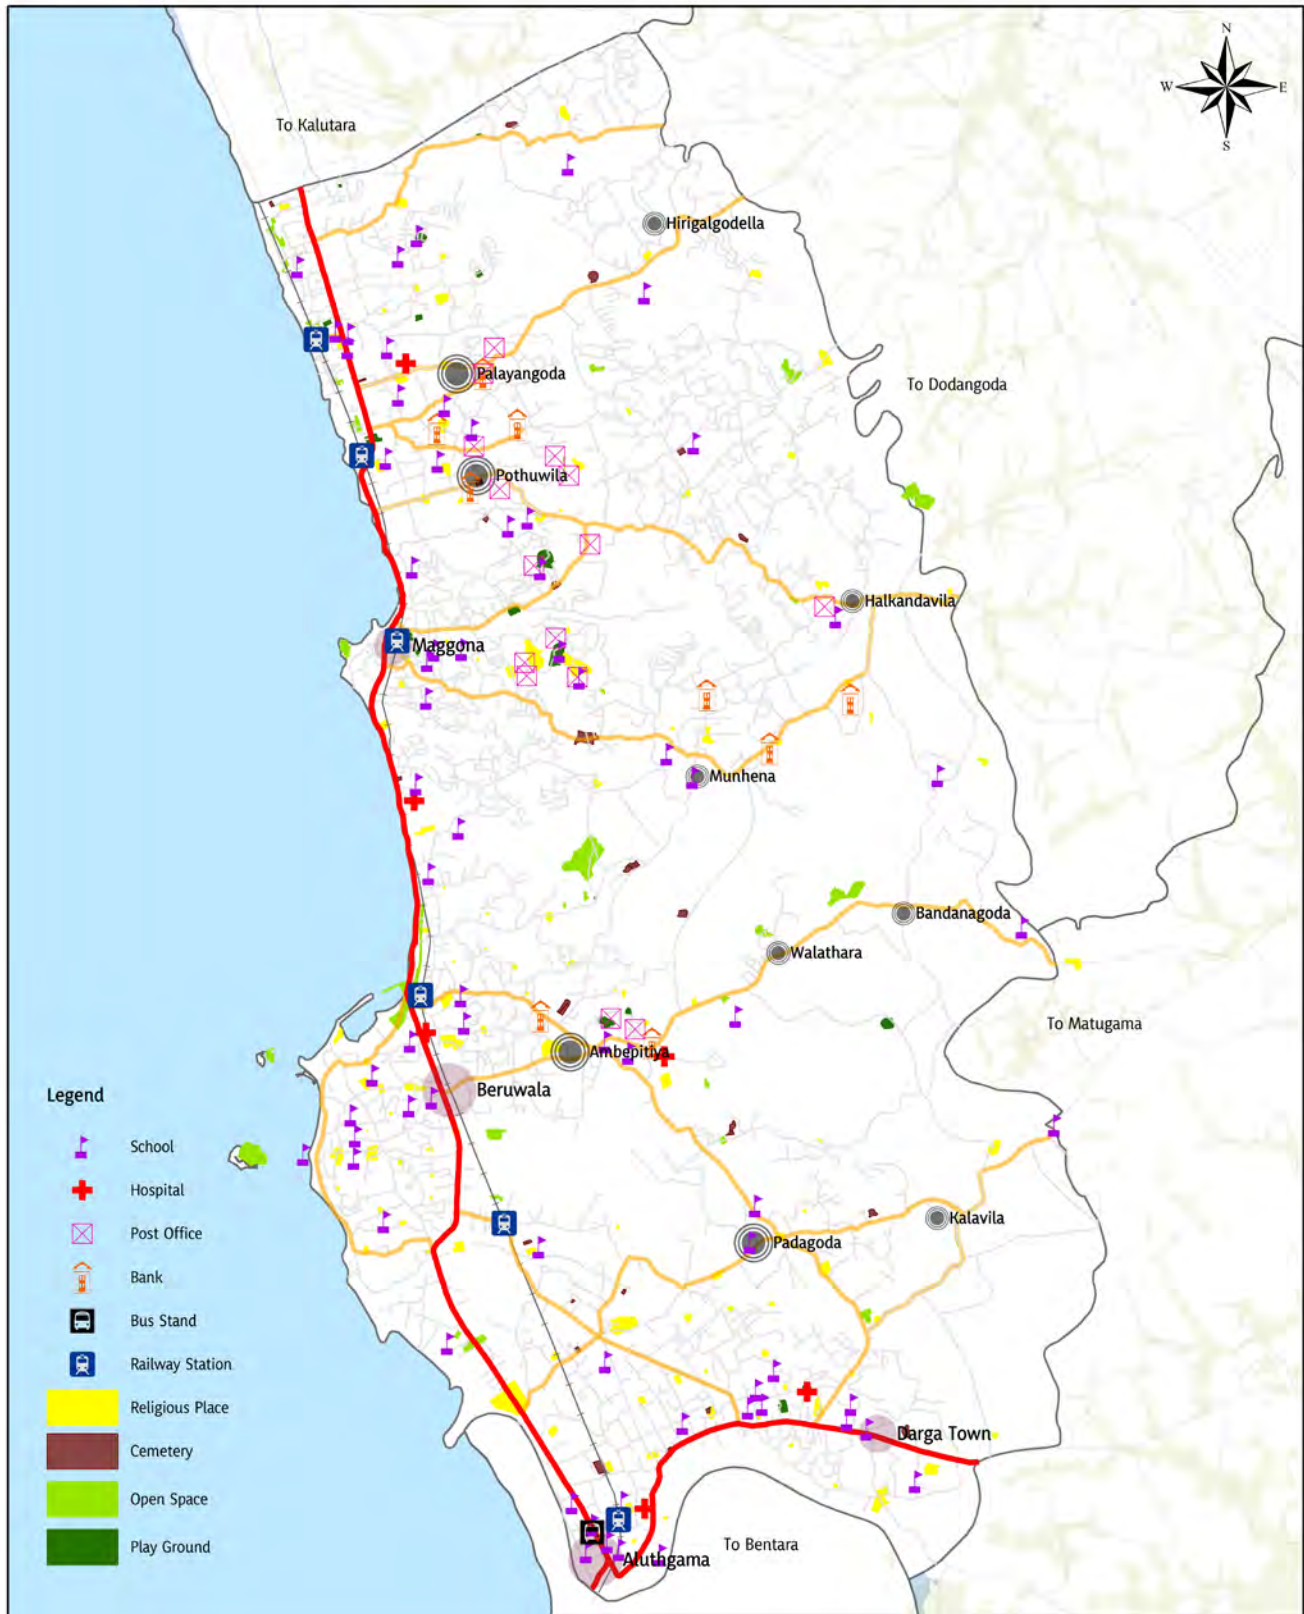 N
W
E
S
To Kalutara
Hirigalgodella
Palayangoda
To Dodangoda
Pothuwila
Halkandavila
Maggona
Munhena
Bandanagoda
Walathara
To Matugama
Ambepitiya
Beruwala
Legend
School
Hospital
Post Office
Bank
Bus Stand
Railway Station
Religious Place
Cemetery
Open Space
Play Ground
Kalavila
Padagoda
Darga Town
To Bentara
Aluthgama